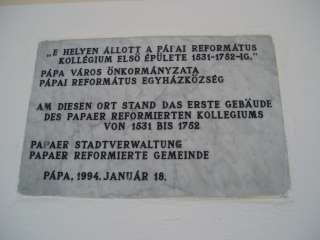 „E HELYEN ÁLLOTT A PÁPAI REFORMÁTUS
KOLLÉGIUM ELSŐ ÉPÜLETE 1531-1752-IG.”
PÁPA VÁROS ÖNKORMÁNYZATA
PÁPAI REFORMÁTUS EGYHÁZKÖZSÉG
AM DIESEN ORT STAND DAS ERSTE GEBÄUDE
DES PAPAER REFORMIERTEN KOLLEGIUMS
VON 1531 BIS 1752
PAPAER STADTVERWALTUNG
PAPAER REFORMIERTE GEMEINDE
PÁPA, 1994. JANUÁR 18.